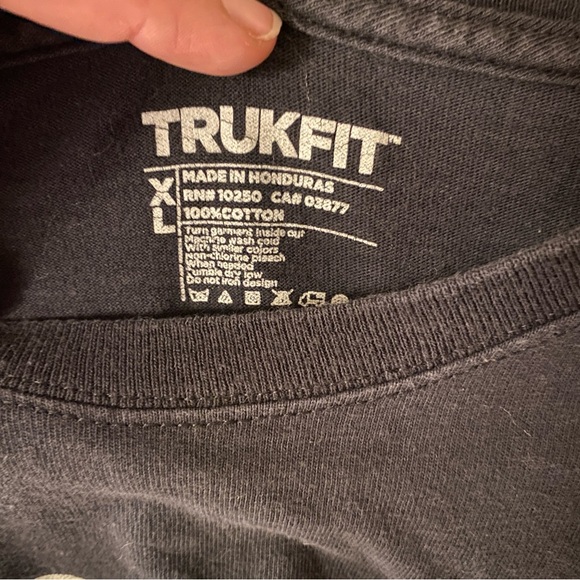 TRUKFIT™
XL
MADE IN HONDURAS
RN# 10250 CA# 03877
100% COTTON
Turn garment inside out
Machine wash cold
With similar colors
Non-chlorine bleach
When needed
Tumble dry low
Do not iron design